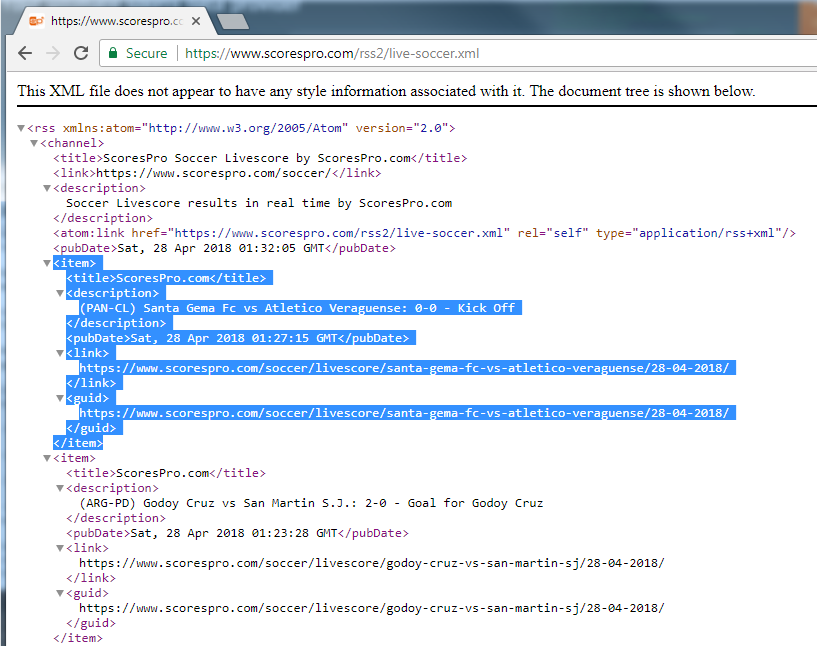 https://www.scorespro.co
Secure https://www.scorespro.com/rss2/live-soccer.xml
This XML file does not appear to have any style information associated with it. The document tree is shown below.
▼<rss xmlns:atom="http://www.w3.org/2005/Atom" version="2.0">
▼<channel>
<title>ScoresPro Soccer Livescore by ScoresPro.com</title>
<link>https://www.scorespro.com/soccer/</link>
▼<description>
Soccer Livescore results in real time by ScoresPro.com
</description>
<atom:link href="https://www.scorespro.com/rss2/live-soccer.xml" rel="self" type="application/rss+xml"/>
<pubDate>Sat, 28 Apr 2018 01:32:05 GMT</pubDate>
▼<item>
<title>ScoresPro.com</title>
▼<description>
(PAN-CL) Santa Gema Fc vs Atletico Veraguense: 0-0 - Kick Off
</description>
<pubDate>Sat, 28 Apr 2018 01:27:15 GMT</pubDate>
▼<link>
https://www.scorespro.com/soccer/livescore/santa-gema-fc-vs-atletico-veraguense/28-04-2018/
</link>
▼<guid>
https://www.scorespro.com/soccer/livescore/santa-gema-fc-vs-atletico-veraguense/28-04-2018/
</guid>
</item>
▼<item>
<title>ScoresPro.com</title>
▼<description>
(ARG-PD) Godoy Cruz vs San Martin S.J.: 2-0 - Goal for Godoy Cruz
</description>
<pubDate>Sat, 28 Apr 2018 01:23:28 GMT</pubDate>
▼<link>
https://www.scorespro.com/soccer/livescore/godoy-cruz-vs-san-martin-sj/28-04-2018/
</link>
▼<guid>
https://www.scorespro.com/soccer/livescore/godoy-cruz-vs-san-martin-sj/28-04-2018/
</guid>
</item>